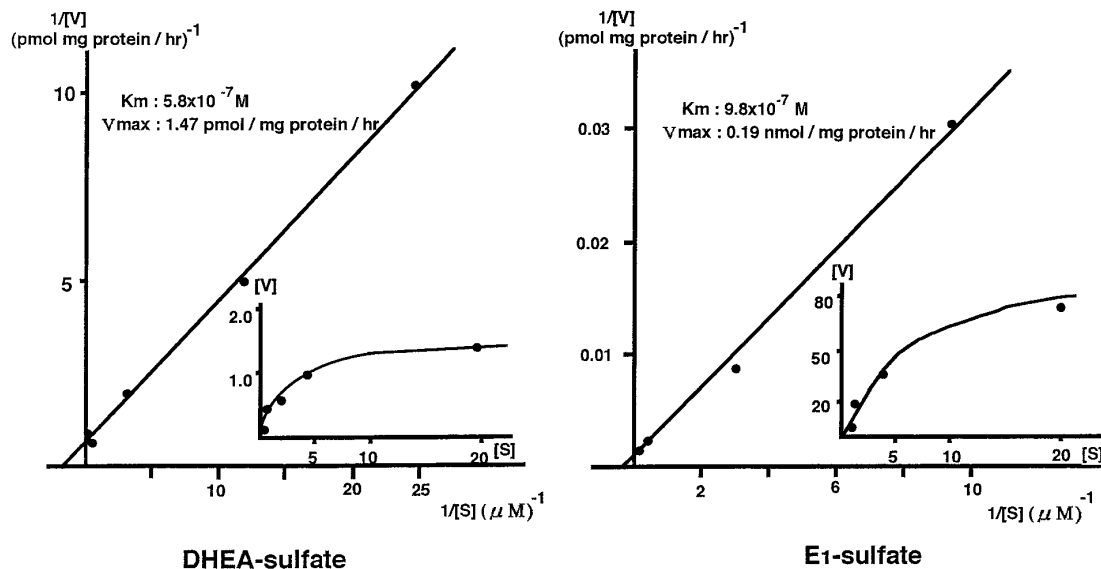 1/[V]
(pmol mg protein / hr)-1
10
5
Km : 5.8x10 -7 M
Vmax : 1.47 pmol / mg protein / hr
[V]
2.0
1.0
5
10
20
[S]
10
20
25
1/[S] (μM)-1
DHEA-sulfate
1/[V]
(pmol mg protein / hr)-1
0.03
0.02
0.01
Km : 9.8x10 -7 M
Vmax : 0.19 nmol / mg protein / hr
[V]
80
50
20
5
10
20
[S]
2
6
10
1/[S] (μM)-1
E1-sulfate